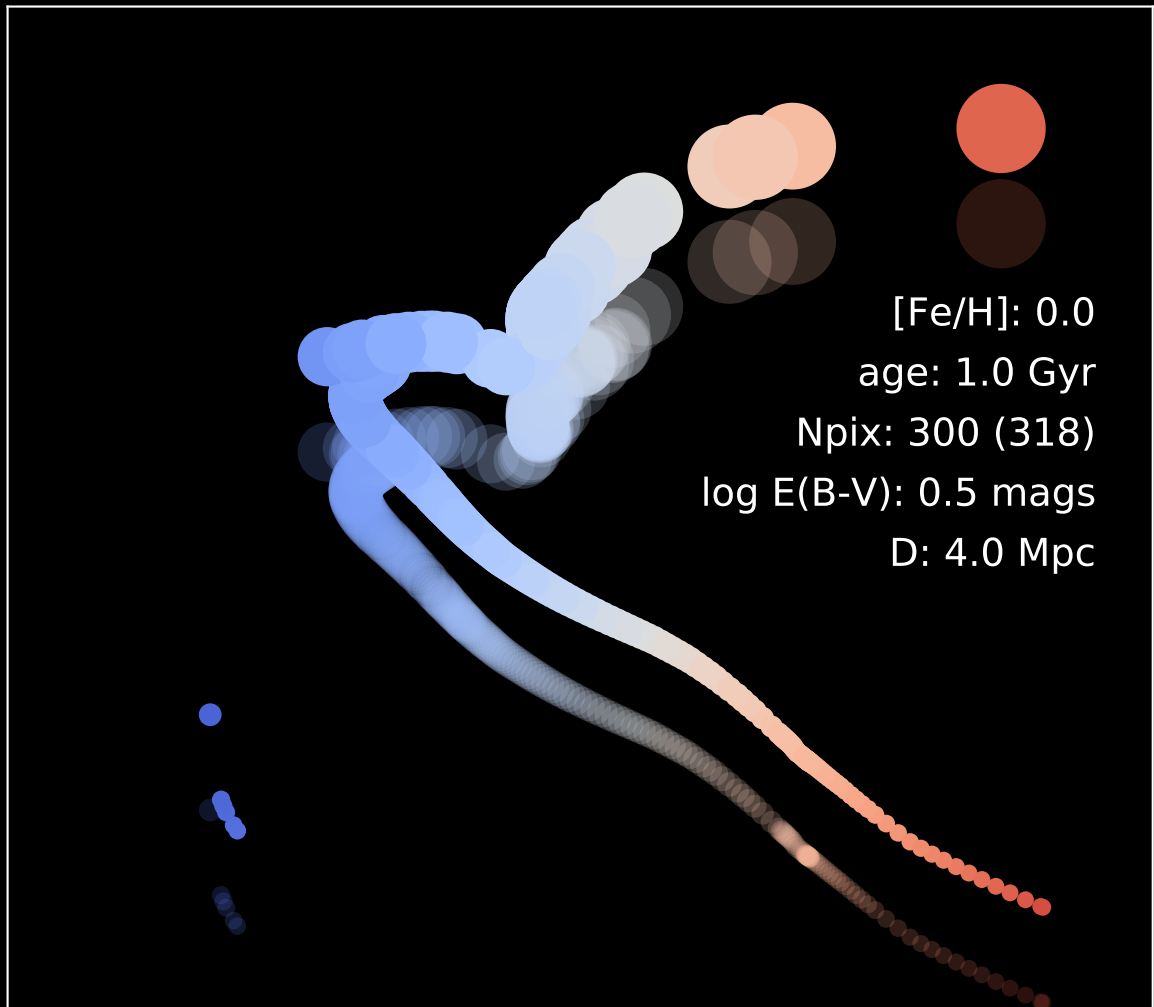 [Fe/H]: 0.0
age: 1.0 Gyr
Npix: 300 (318)
log E(B-V): 0.5 mags
D: 4.0 Mpc